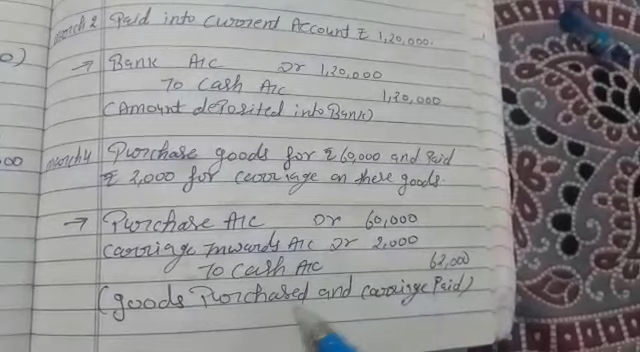 march 2 Paid into current Account ₹ 1,20,000.
0)
→ Bank A/c Dr 1,20,000
To Cash A/c 1,20,000
(Amount deposited into Bank)
00
march 4 Purchase goods for ₹ 60,000 and Paid
₹ 2,000 for carriage on these goods.
→ Purchase A/c Dr 60,000
carriage Inwards A/c Dr 2,000
To Cash A/c 62,000
(goods Purchased and carriage Paid)